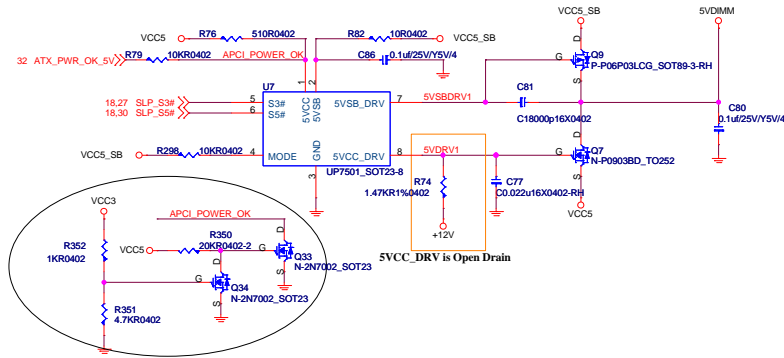 VCC5
R76
510R0402
APCI_POWER_OK
R82
10R0402
VCC5_SB
C86
0.1uf/25V/Y5V/4
32 ATX_PWR_OK_5V
R79
10KR0402
U7
1
2
5VCC
5VSB
18,27 SLP_S3#
5
S3#
18,30 SLP_S5#
6
S5#
5VSB_DRV
7
5VSBDRV1
VCC5_SB
R298
10KR0402
4
MODE
GND
5VCC_DRV
8
5VDRV1
3
UP7501_SOT23-8
R74
1.47KR1%0402
+12V
5VCC_DRV is Open Drain
C77
C0.022u16X0402-RH
C81
C18000p16X0402
VCC5_SB
5VDIMM
S
G
D
Q9
P-P06P03LCG_SOT89-3-RH
C80
0.1uf/25V/Y5V/4
D
G
S
Q7
N-P0903BD_TO252
VCC5
VCC3
APCI_POWER_OK
R352
1KR0402
VCC5
R350
20KR0402-2
D
G
S
Q33
N-2N7002_SOT23
D
G
S
Q34
N-2N7002_SOT23
R351
4.7KR0402